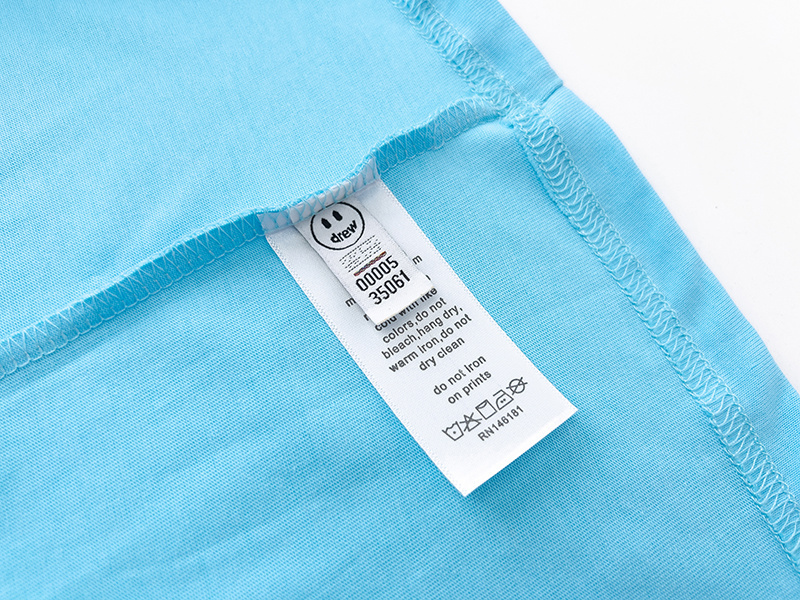 drew
00005
35061
cold with like
colors,do not
bleach,hang dry,
warm iron,do not
dry clean
do not iron
on prints
RN146181